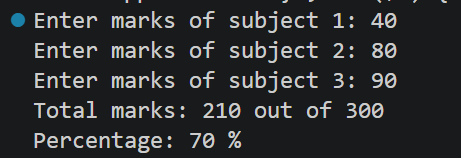 Enter marks of subject 1: 40
Enter marks of subject 2: 80
Enter marks of subject 3: 90
Total marks: 210 out of 300
Percentage: 70 %